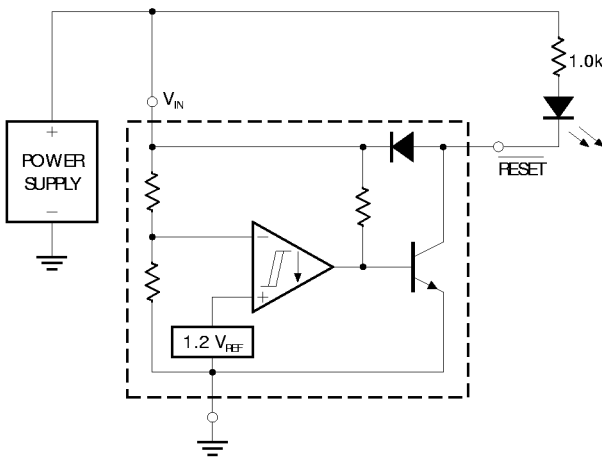 1.0k
V_IN
+
POWER
SUPPLY
−
RESET
−
+
1.2 V_REF